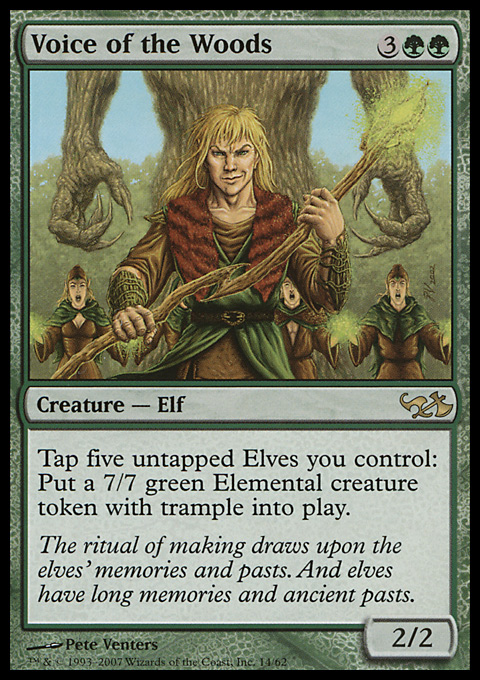 Voice of the Woods 3
Creature — Elf
Tap five untapped Elves you control:
Put a 7/7 green Elemental creature
token with trample into play.
The ritual of making draws upon the
elves' memories and pasts. And elves
have long memories and ancient pasts.
2/2
Pete Venters
™ & © 1993–2007 Wizards of the Coast, Inc. 14/62